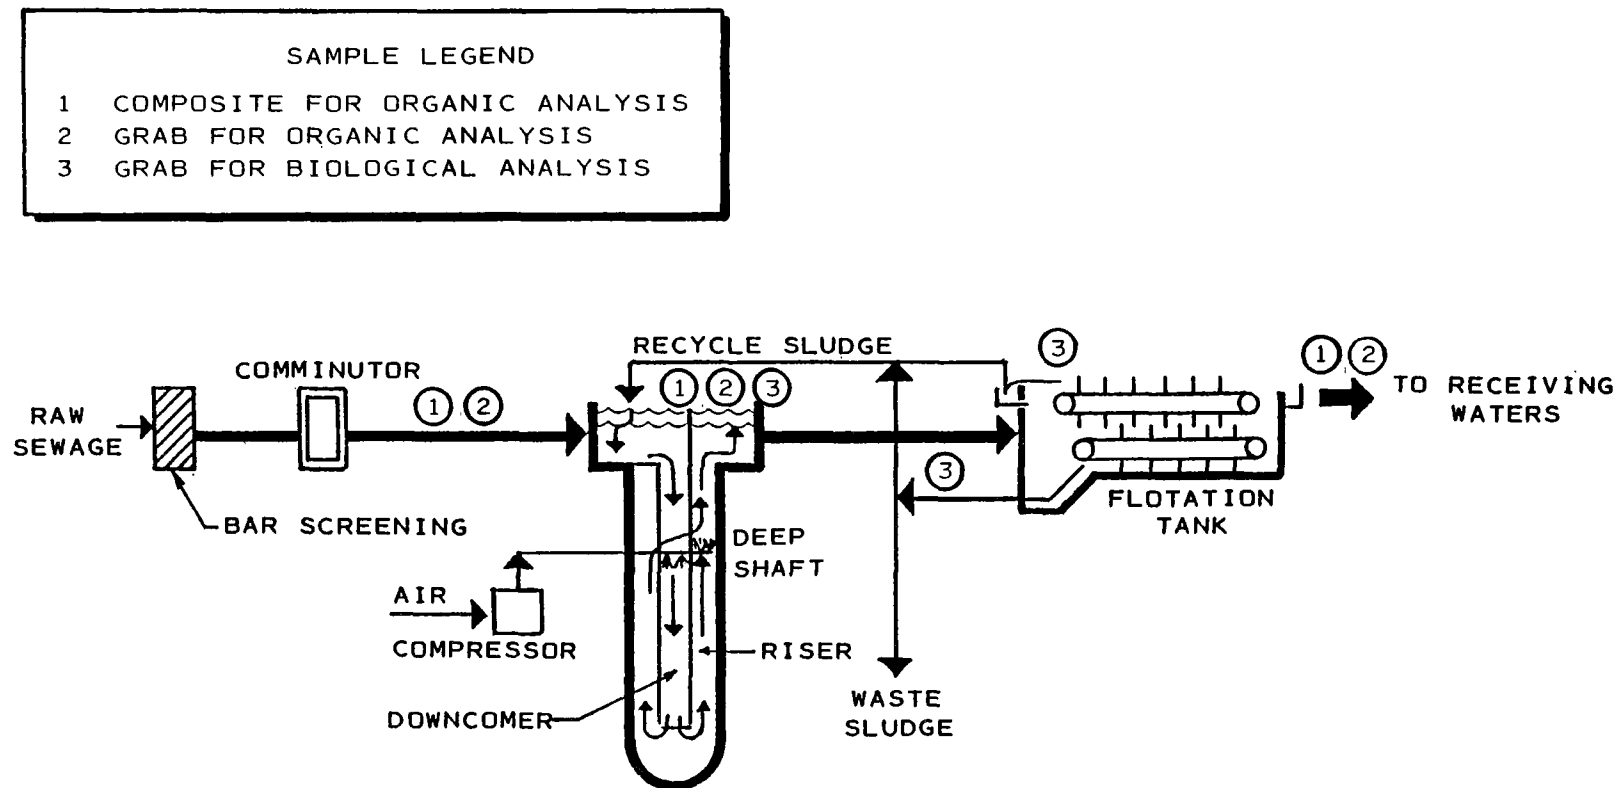 SAMPLE LEGEND
1 COMPOSITE FOR ORGANIC ANALYSIS
2 GRAB FOR ORGANIC ANALYSIS
3 GRAB FOR BIOLOGICAL ANALYSIS
RECYCLE SLUDGE
3
1 2
COMMINUTOR
1 2
1 2 3
TO RECEIVING
WATERS
RAW
SEWAGE
3
FLOTATION
TANK
BAR SCREENING
DEEP
SHAFT
AIR
COMPRESSOR
RISER
WASTE
SLUDGE
DOWNCOMER